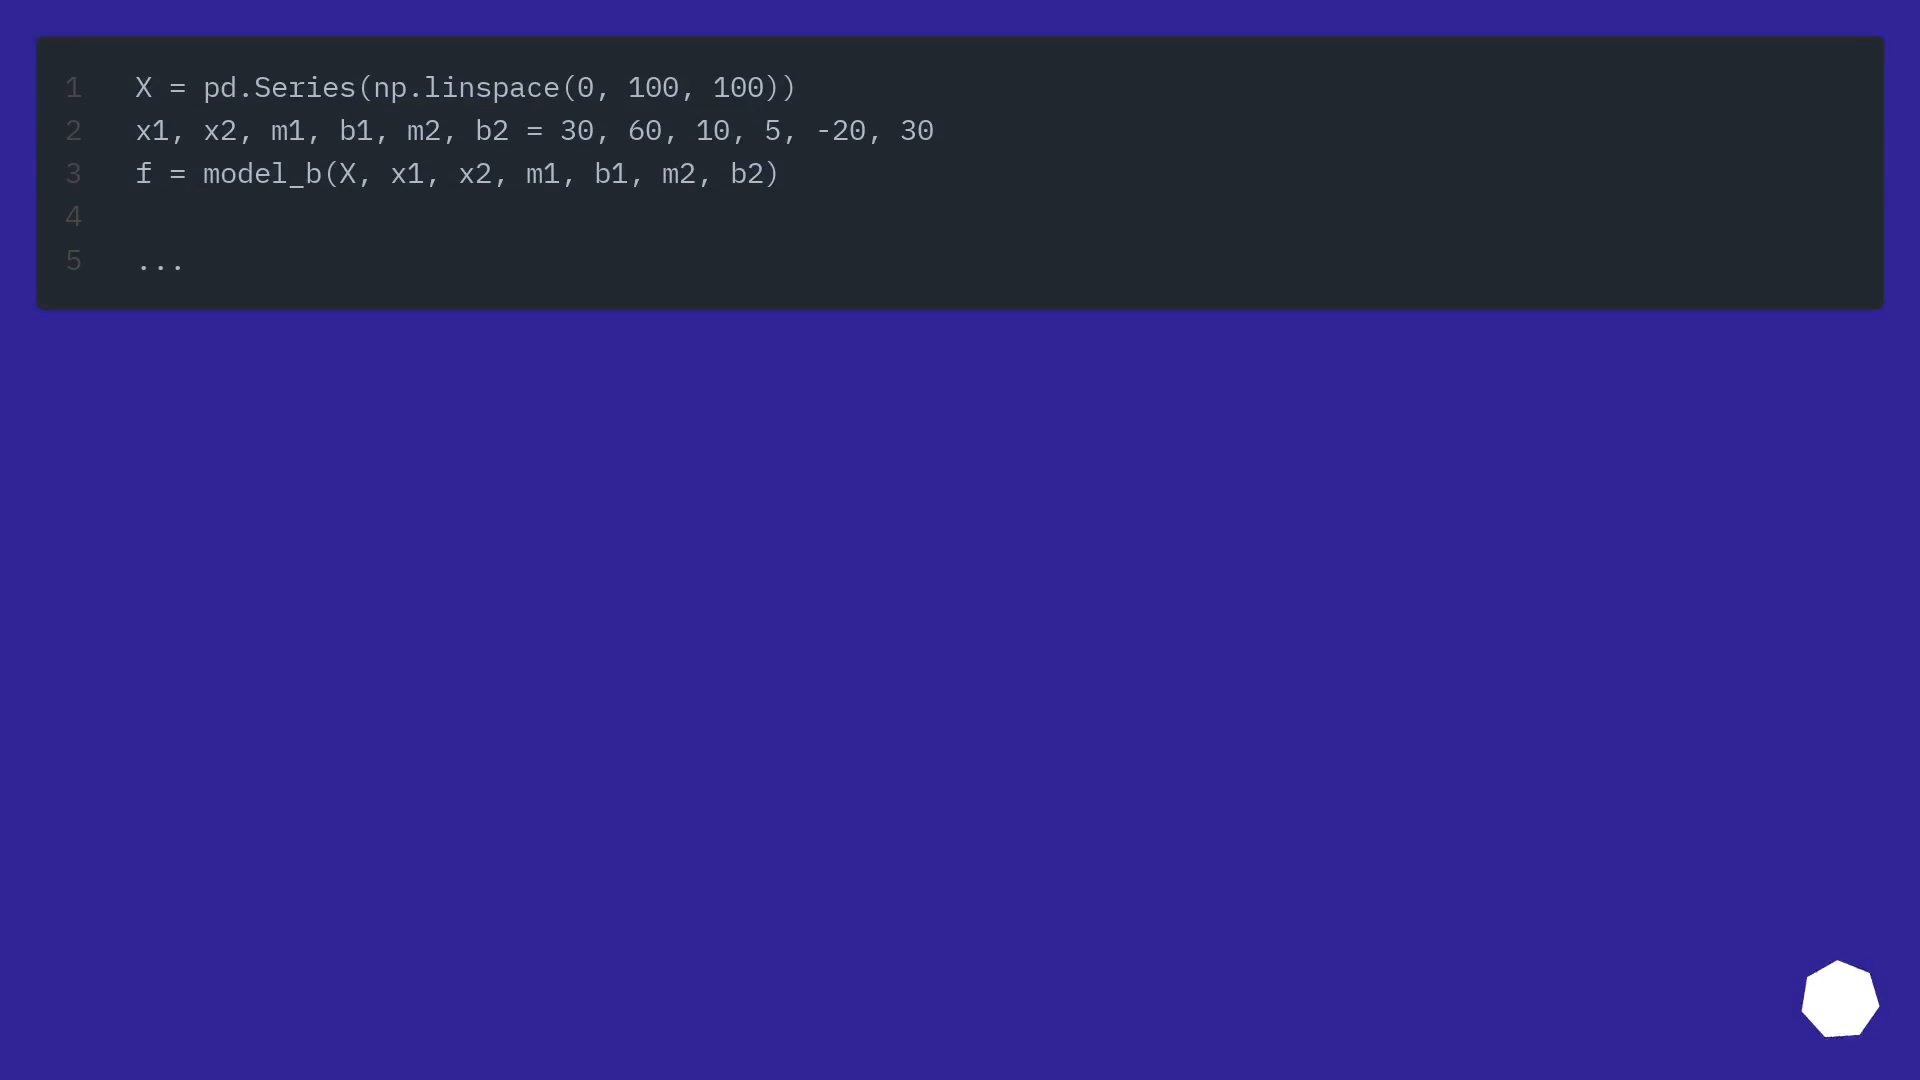 1 X = pd.Series(np.linspace(0, 100, 100))
2 x1, x2, m1, b1, m2, b2 = 30, 60, 10, 5, -20, 30
3 f = model_b(X, x1, x2, m1, b1, m2, b2)
4
5 ...